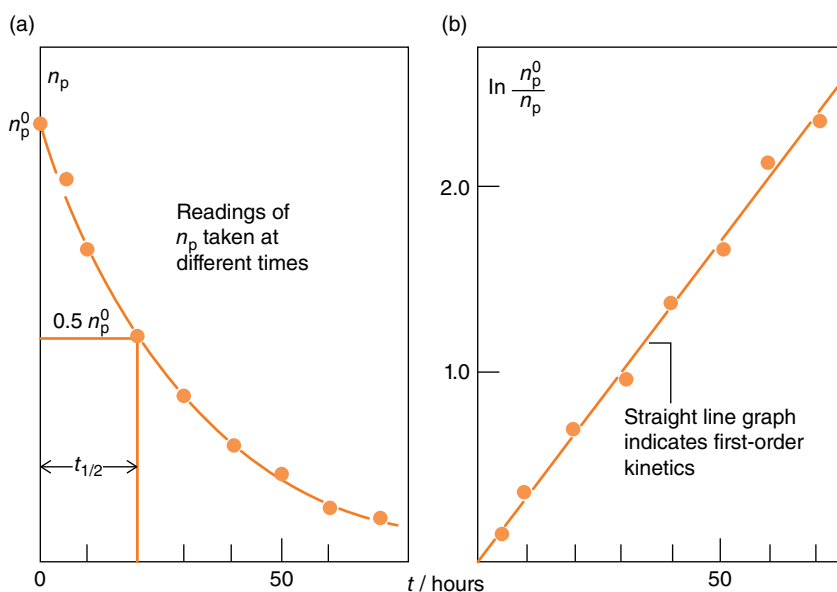 (a)
n_p
n_p^0
Readings of
n_p taken at
different times
0.5 n_p^0
t_1/2
0
50
t / hours
(b)
ln n_p^0 / n_p
2.0
1.0
Straight line graph
indicates first-order
kinetics
50